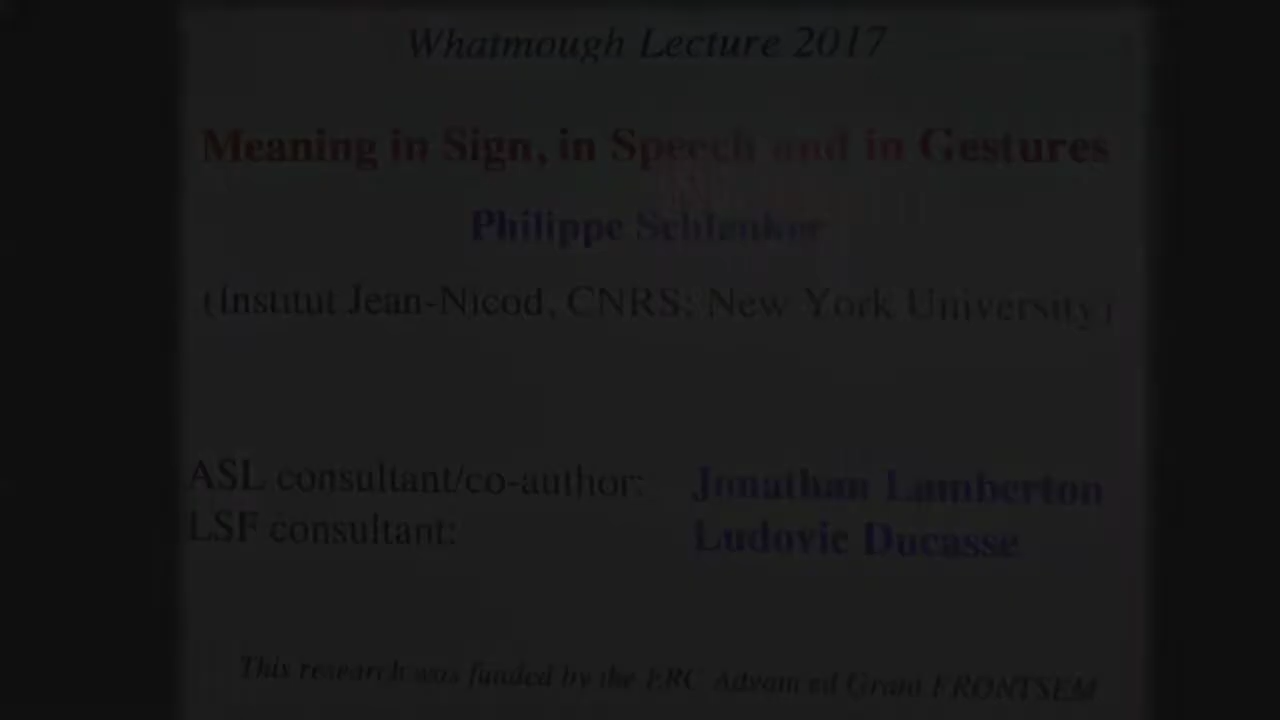 Whatmough Lecture 2017
Meaning in Sign, in Speech and in Gestures
Philippe Schlenker
(Institut Jean-Nicod, CNRS; New York University)
ASL consultant/co-author: Jonathan Lamberton
LSF consultant: Ludovic Ducasse
This research was funded by the ERC Advanced Grant FRONTSEM